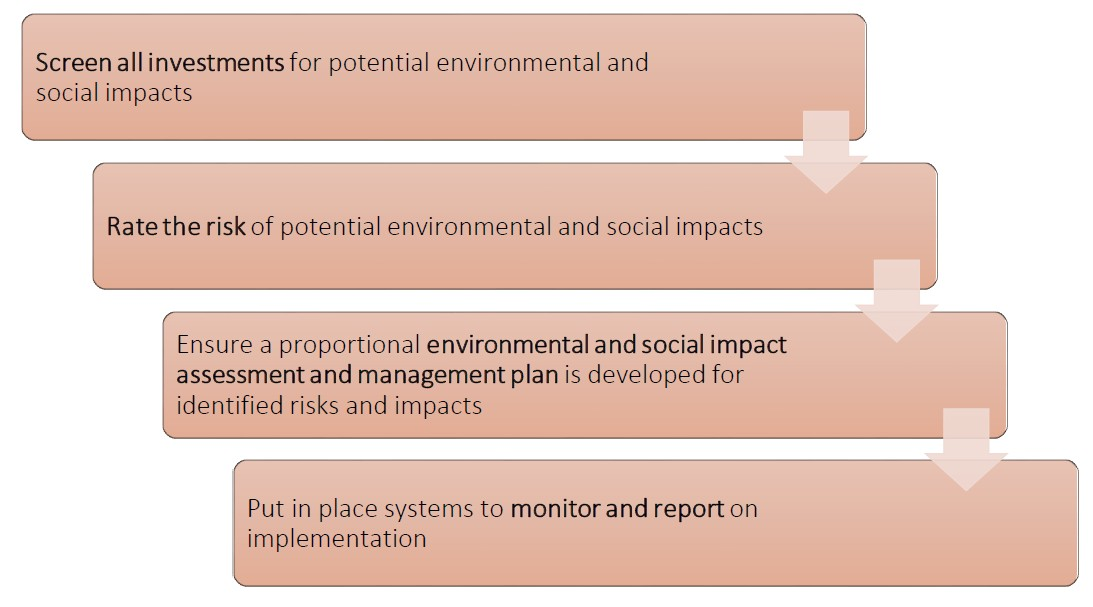 Screen all investments for potential environmental and
social impacts
Rate the risk of potential environmental and social impacts
Ensure a proportional environmental and social impact
assessment and management plan is developed for
identified risks and impacts
Put in place systems to monitor and report on
implementation